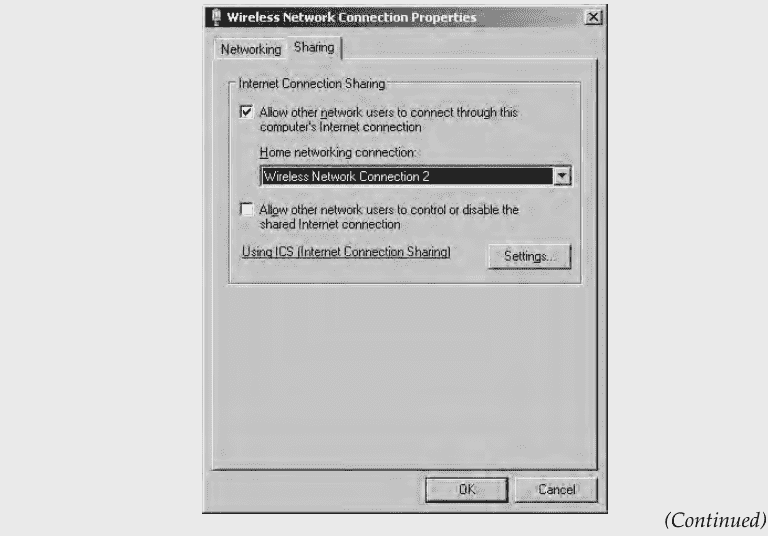 Wireless Network Connection Properties
Networking
Sharing
Internet Connection Sharing
Allow other network users to connect through this
computer's Internet connection
Home networking connection:
Wireless Network Connection 2
Allow other network users to control or disable the
shared Internet connection
Using ICS (Internet Connection Sharing)
Settings...
OK
Cancel
(Continued)